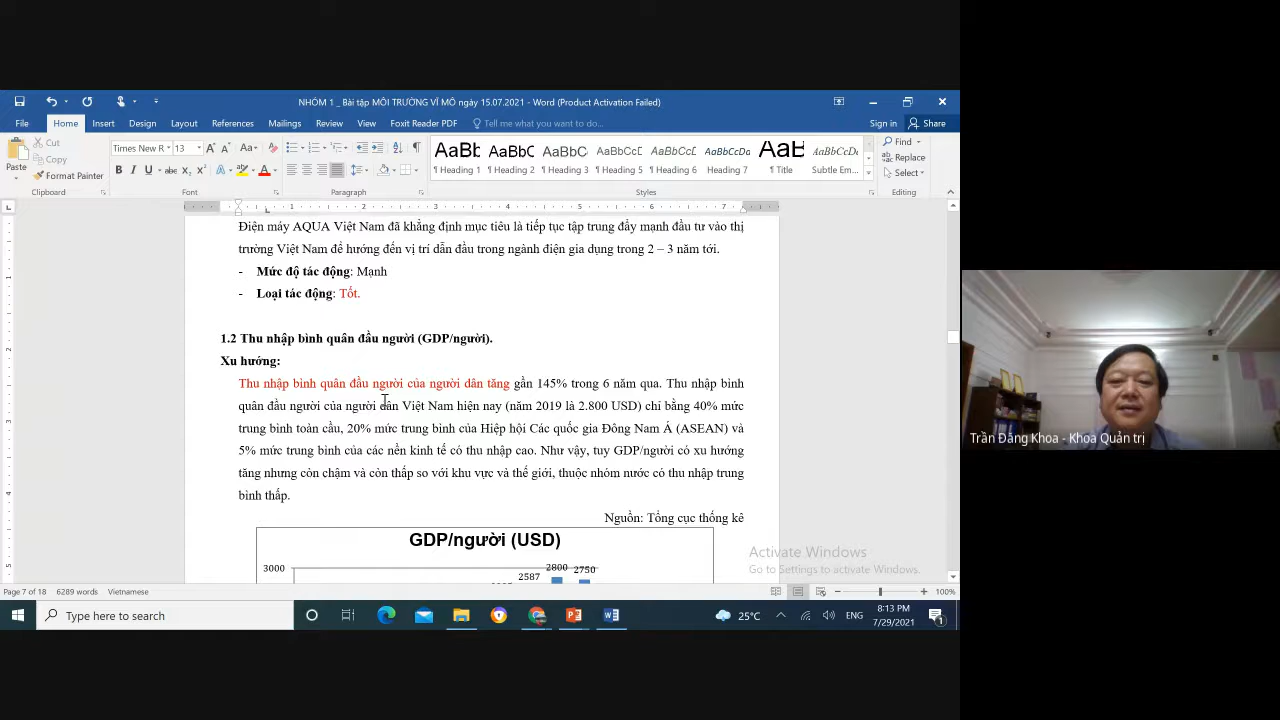 NHÓM 1 _ Bài tập MÔI TRƯỜNG VĨ MÔ ngày 15.07.2021 - Word (Product Activation Failed)
File Home Insert Design Layout References Mailings Review View Foxit Reader PDF Tell me what you want to do... Sign in Share
Paste Cut Copy Format Painter
Times New R 13
AaBb AaBbC AaBbC AaBbCc AaBbCc AaBbCcDa AaB AaBbCcDc
¶ Heading 1 ¶ Heading 2 ¶ Heading 3 ¶ Heading 5 ¶ Heading 6 Heading 7 ¶ Title Subtle Em...
Find
Replace
Select
Clipboard Font Paragraph Styles Editing
Điện máy AQUA Việt Nam đã khẳng định mục tiêu là tiếp tục tập trung đẩy mạnh đầu tư vào thị
trường Việt Nam để hướng đến vị trí dẫn đầu trong ngành điện gia dụng trong 2 – 3 năm tới.
- Mức độ tác động: Mạnh
- Loại tác động: Tốt.
1.2 Thu nhập bình quân đầu người (GDP/người).
Xu hướng:
Thu nhập bình quân đầu người của người dân tăng gần 145% trong 6 năm qua. Thu nhập bình
quân đầu người của người dân Việt Nam hiện nay (năm 2019 là 2.800 USD) chỉ bằng 40% mức
trung bình toàn cầu, 20% mức trung bình của Hiệp hội Các quốc gia Đông Nam Á (ASEAN) và
5% mức trung bình của các nền kinh tế có thu nhập cao. Như vậy, tuy GDP/người có xu hướng
tăng nhưng còn chậm và còn thấp so với khu vực và thế giới, thuộc nhóm nước có thu nhập trung
bình thấp.
Nguồn: Tổng cục thống kê
GDP/người (USD)
3000 2587 2800 2750
Activate Windows
Go to Settings to activate Windows.
Page 7 of 18 6289 words Vietnamese 100%
Type here to search 25°C ENG 8:13 PM 7/29/2021
Trần Đăng Khoa - Khoa Quản trị